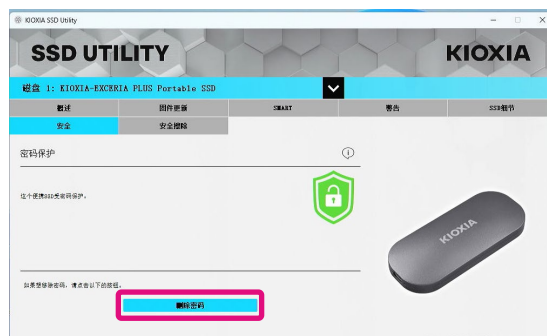 KIOXIA SSD Utility
SSD UTILITY
KIOXIA
磁盘 1: KIOXIA-EXCERIA PLUS Portable SSD
概述
固件更新
SMART
警告
SSD细节
安全
安全擦除
密码保护
这个便携SSD受密码保护。
KIOXIA
如果想移除密码，请点击以下的按钮。
删除密码